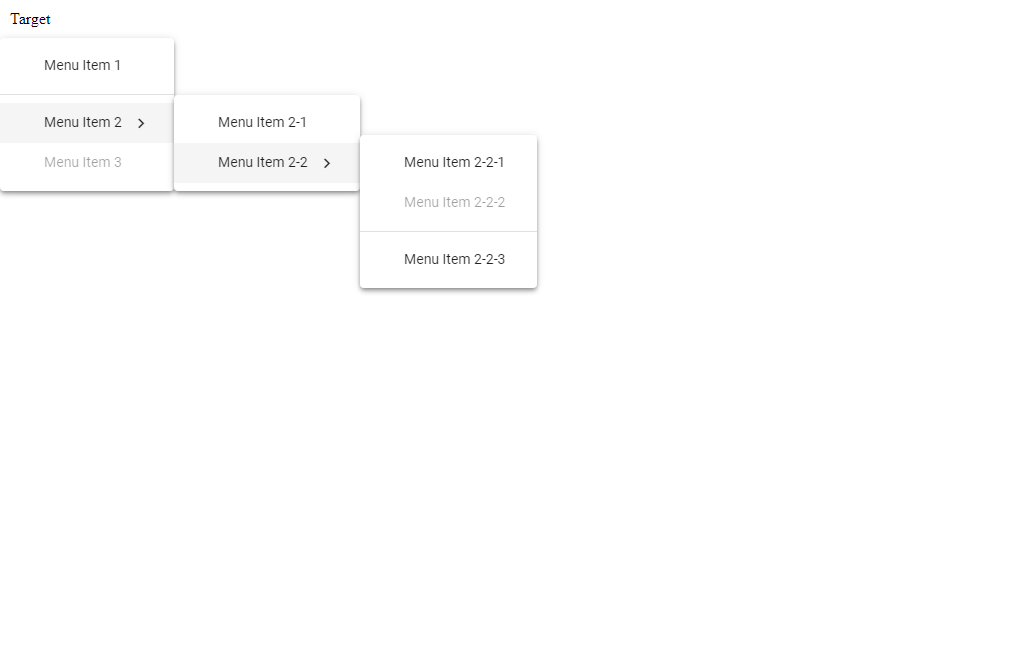 Target
Menu Item 1
Menu Item 2
Menu Item 3
Menu Item 2-1
Menu Item 2-2
Menu Item 2-2-1
Menu Item 2-2-2
Menu Item 2-2-3